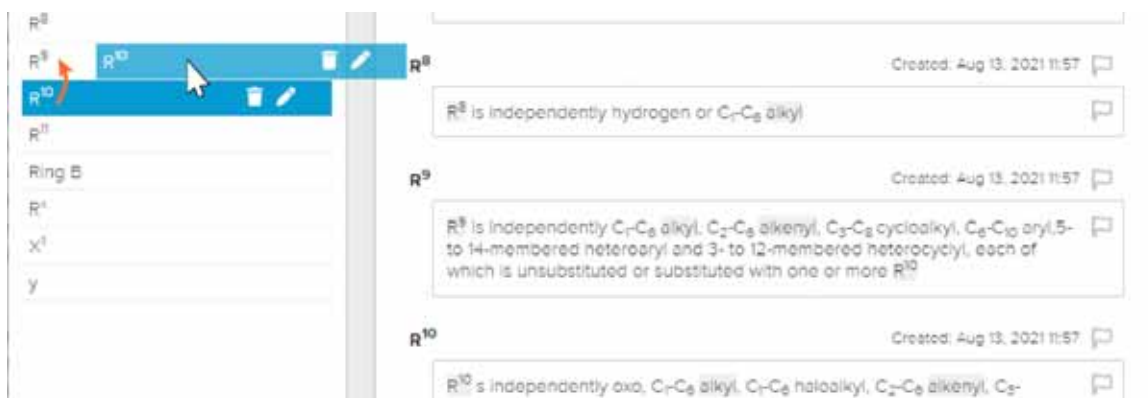 R⁸
R⁹
R¹⁰
R¹⁰
R¹¹
Ring B
X¹
y
R⁸
Created: Aug 13, 2021 11:57
R⁸ is independently hydrogen or C₁-C₆ alkyl
R⁹
Created: Aug 13, 2021 11:57
R⁹ is independently C₁-C₆ alkyl, C₂-C₆ alkenyl, C₃-C₈ cycloalkyl, C₆-C₁₀ aryl,5-
to 14-membered heteroaryl and 3- to 12-membered heterocyclyl, each of
which is unsubstituted or substituted with one or more R¹⁰
R¹⁰
Created: Aug 13, 2021 11:57
R¹⁰ s independently oxo, C₁-C₆ alkyl, C₁-C₆ haloalkyl, C₂-C₆ alkenyl, C₃-